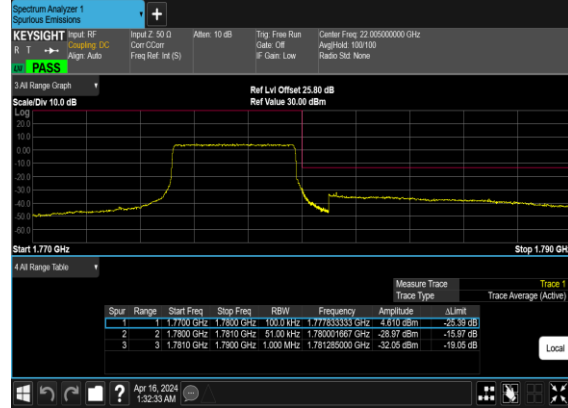 Spectrum Analyzer 1
Spurious Emissions
+
KEYSIGHT Input: RF Input Z: 50 Ω Atten: 10 dB Trig: Free Run Center Freq: 22.005000000 GHz
R T Coupling: DC Corr CCorr Gate: Off Avg|Hold: 100/100
Align: Auto Freq Ref: Int (S) IF Gain: Low Radio Std: None
PASS
3 All Range Graph
Ref Lvl Offset 25.80 dB
Scale/Div 10.0 dB Ref Value 30.00 dBm
Log
20.0
10.0
0.00
-10.0
-20.0
-30.0
-40.0
-50.0
-60.0
Start 1.770 GHz Stop 1.790 GH
4 All Range Table
Measure Trace Trace 1
Trace Type Trace Average (Active)
Spur Range Start Freq Stop Freq RBW Frequency Amplitude ΔLimit
1 1 1.7700 GHz 1.7800 GHz 100.0 kHz 1.777833333 GHz 4.610 dBm -25.39 dB
2 2 1.7800 GHz 1.7810 GHz 51.00 kHz 1.780001667 GHz -28.97 dBm -15.97 dB
3 3 1.7810 GHz 1.7900 GHz 1.000 MHz 1.781285000 GHz -32.05 dBm -19.05 dB
Local
? Apr 16, 2024
1:32:33 AM